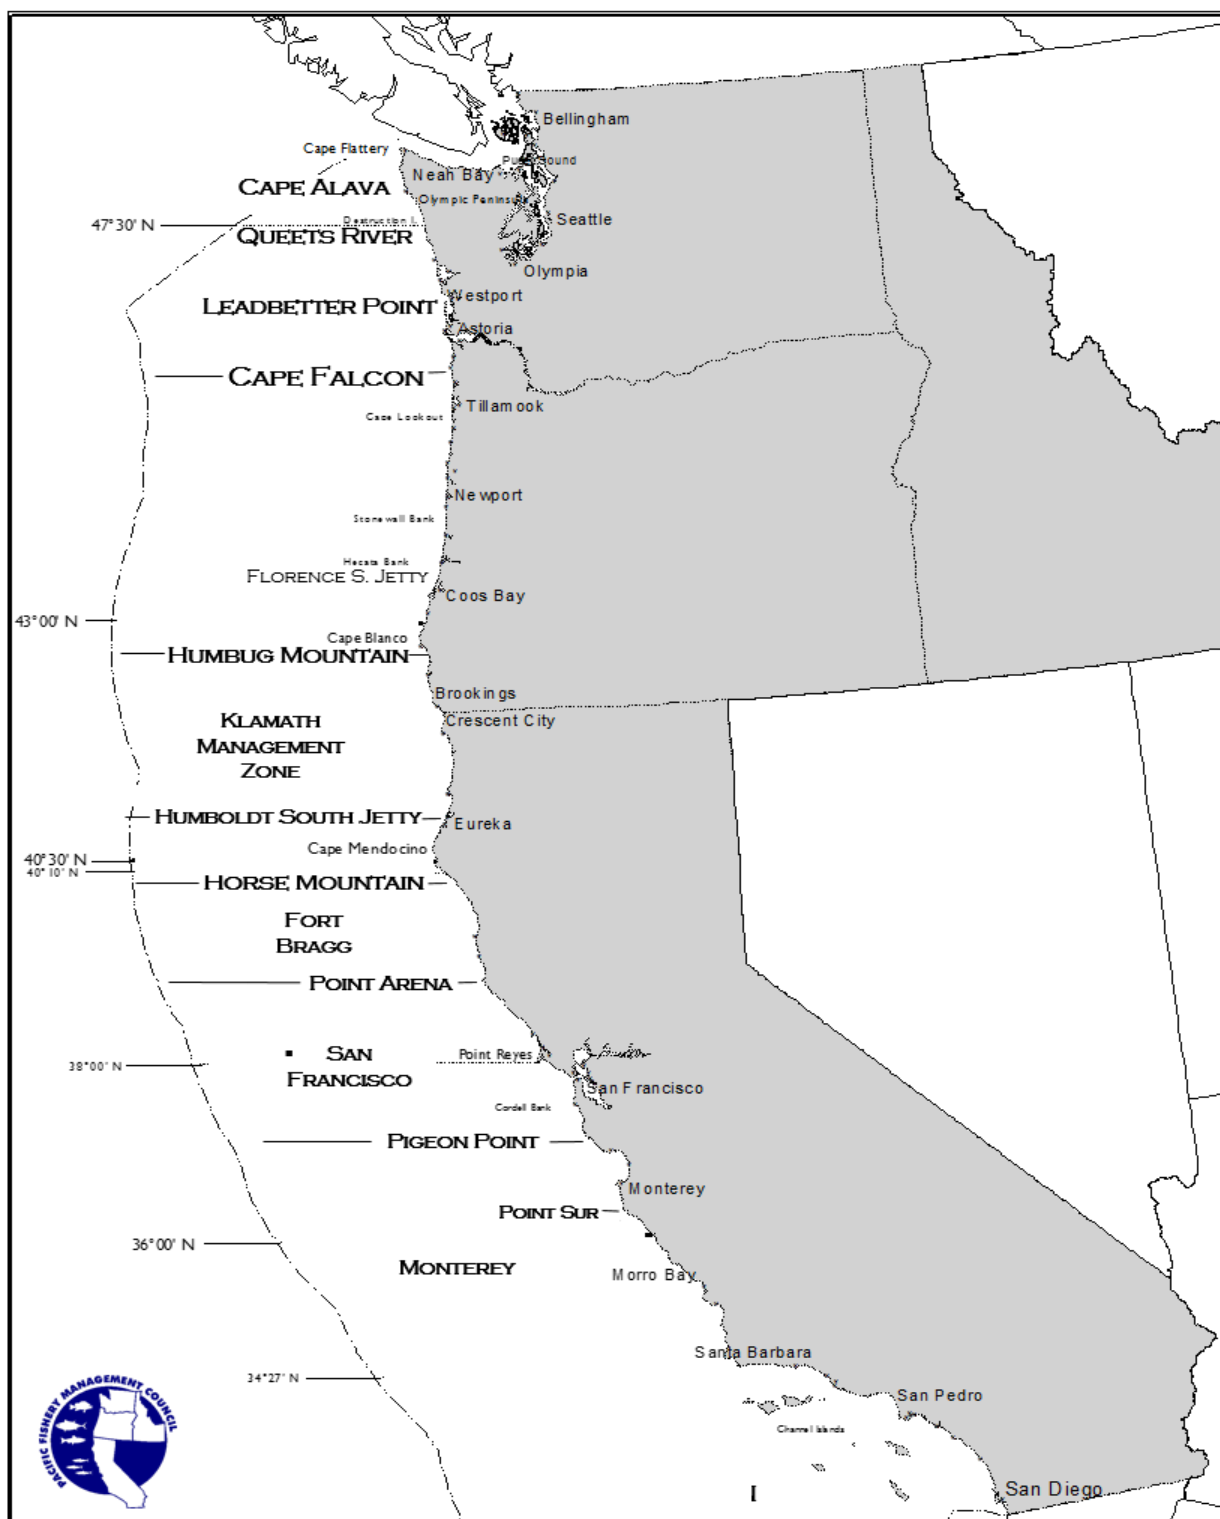 Bellingham
Cape Flattery
Puget Sound
Neah Bay
CAPE ALAVA
Olympic Peninsula
Destruction I.
Seattle
47°30' N
QUEETS RIVER
Olympia
Westport
LEADBETTER POINT
Astoria
CAPE FALCON
Tillamook
Cape Lookout
Newport
Stonewall Bank
Heceta Bank
FLORENCE S. JETTY
Coos Bay
43°00' N
Cape Blanco
HUMBUG MOUNTAIN
Brookings
Crescent City
KLAMATH
MANAGEMENT
ZONE
HUMBOLDT SOUTH JETTY
Eureka
Cape Mendocino
40°30' N
40°10' N
HORSE MOUNTAIN
FORT
BRAGG
POINT ARENA
SAN
FRANCISCO
Point Reyes
38°00' N
San Francisco
Cordell Bank
PIGEON POINT
Monterey
POINT SUR
36°00' N
MONTEREY
Morro Bay
Santa Barbara
34°27' N
San Pedro
Channel Islands
San Diego
I
PACIFIC FISHERY MANAGEMENT COUNCIL